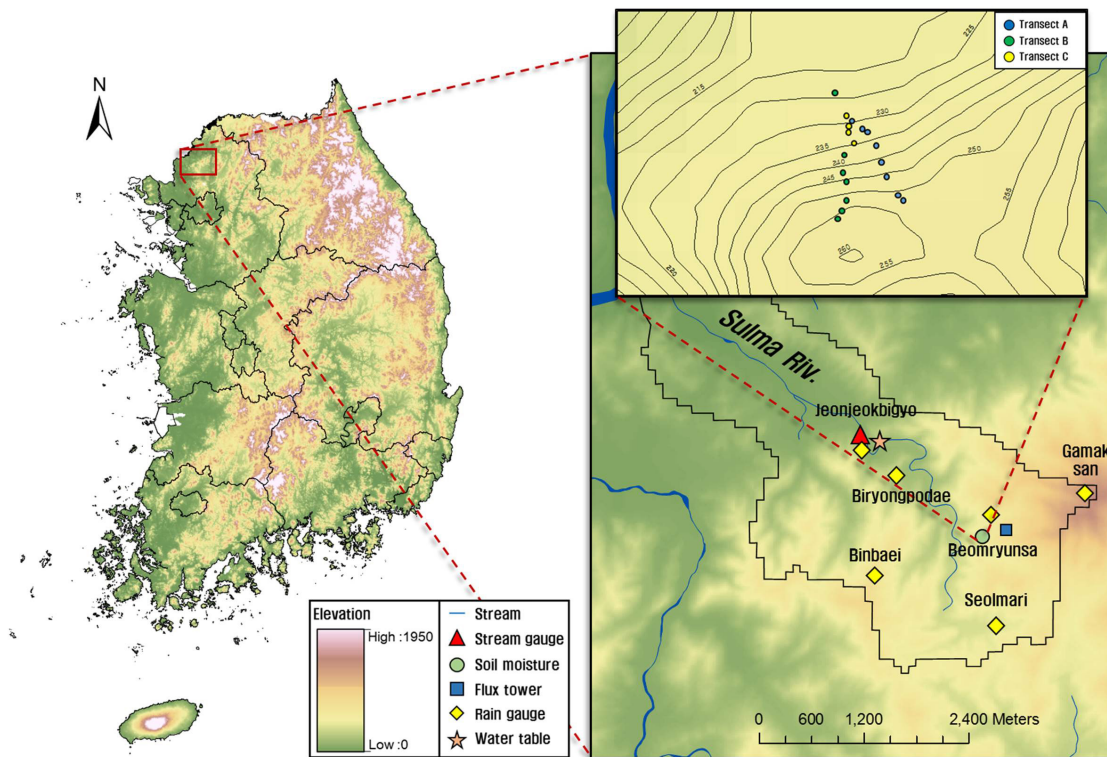 N
Elevation
High :1950
Low :0
Stream
Stream gauge
Soil moisture
Flux tower
Rain gauge
Water table
Transect A
Transect B
Transect C
225
215
230
235
250
240
245
255
260
255
220
Sulma Riv.
Jeonjeokbigyo
Gamak
san
Biryongpodae
Beomryunsa
Binbaei
Seolmari
0 600 1,200 2,400 Meters